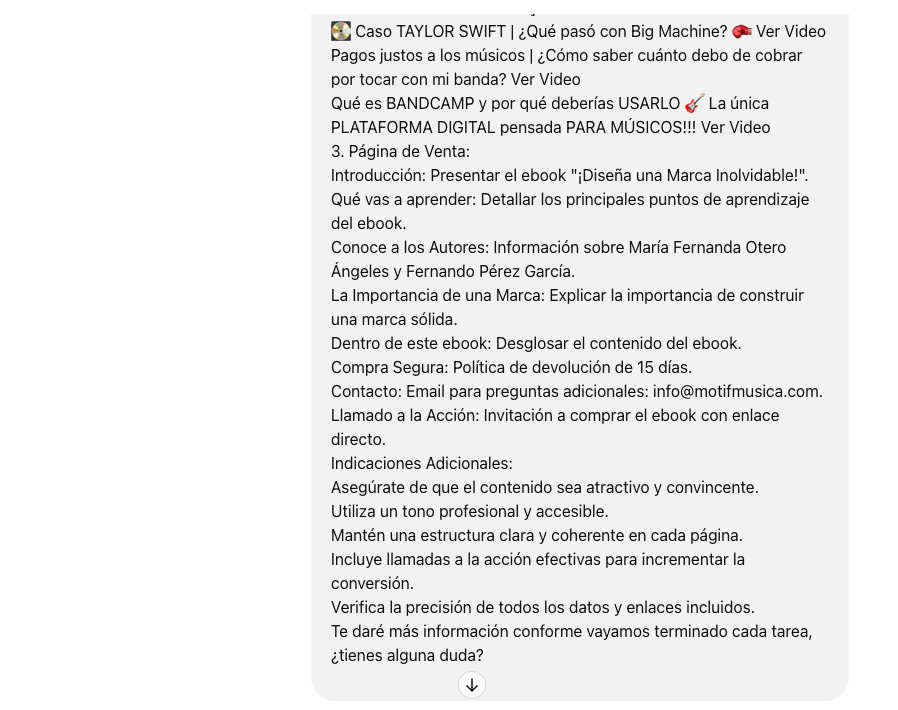 Caso TAYLOR SWIFT | ¿Qué pasó con Big Machine? 🥊 Ver Video
Pagos justos a los músicos | ¿Cómo saber cuánto debo de cobrar
por tocar con mi banda? Ver Video
Qué es BANDCAMP y por qué deberías USARLO 🎸 La única
PLATAFORMA DIGITAL pensada PARA MÚSICOS!!! Ver Video
3. Página de Venta:
Introducción: Presentar el ebook "¡Diseña una Marca Inolvidable!".
Qué vas a aprender: Detallar los principales puntos de aprendizaje
del ebook.
Conoce a los Autores: Información sobre María Fernanda Otero
Ángeles y Fernando Pérez García.
La Importancia de una Marca: Explicar la importancia de construir
una marca sólida.
Dentro de este ebook: Desglosar el contenido del ebook.
Compra Segura: Política de devolución de 15 días.
Contacto: Email para preguntas adicionales: info@motifmusica.com.
Llamado a la Acción: Invitación a comprar el ebook con enlace
directo.
Indicaciones Adicionales:
Asegúrate de que el contenido sea atractivo y convincente.
Utiliza un tono profesional y accesible.
Mantén una estructura clara y coherente en cada página.
Incluye llamadas a la acción efectivas para incrementar la
conversión.
Verifica la precisión de todos los datos y enlaces incluidos.
Te daré más información conforme vayamos terminado cada tarea,
¿tienes alguna duda?